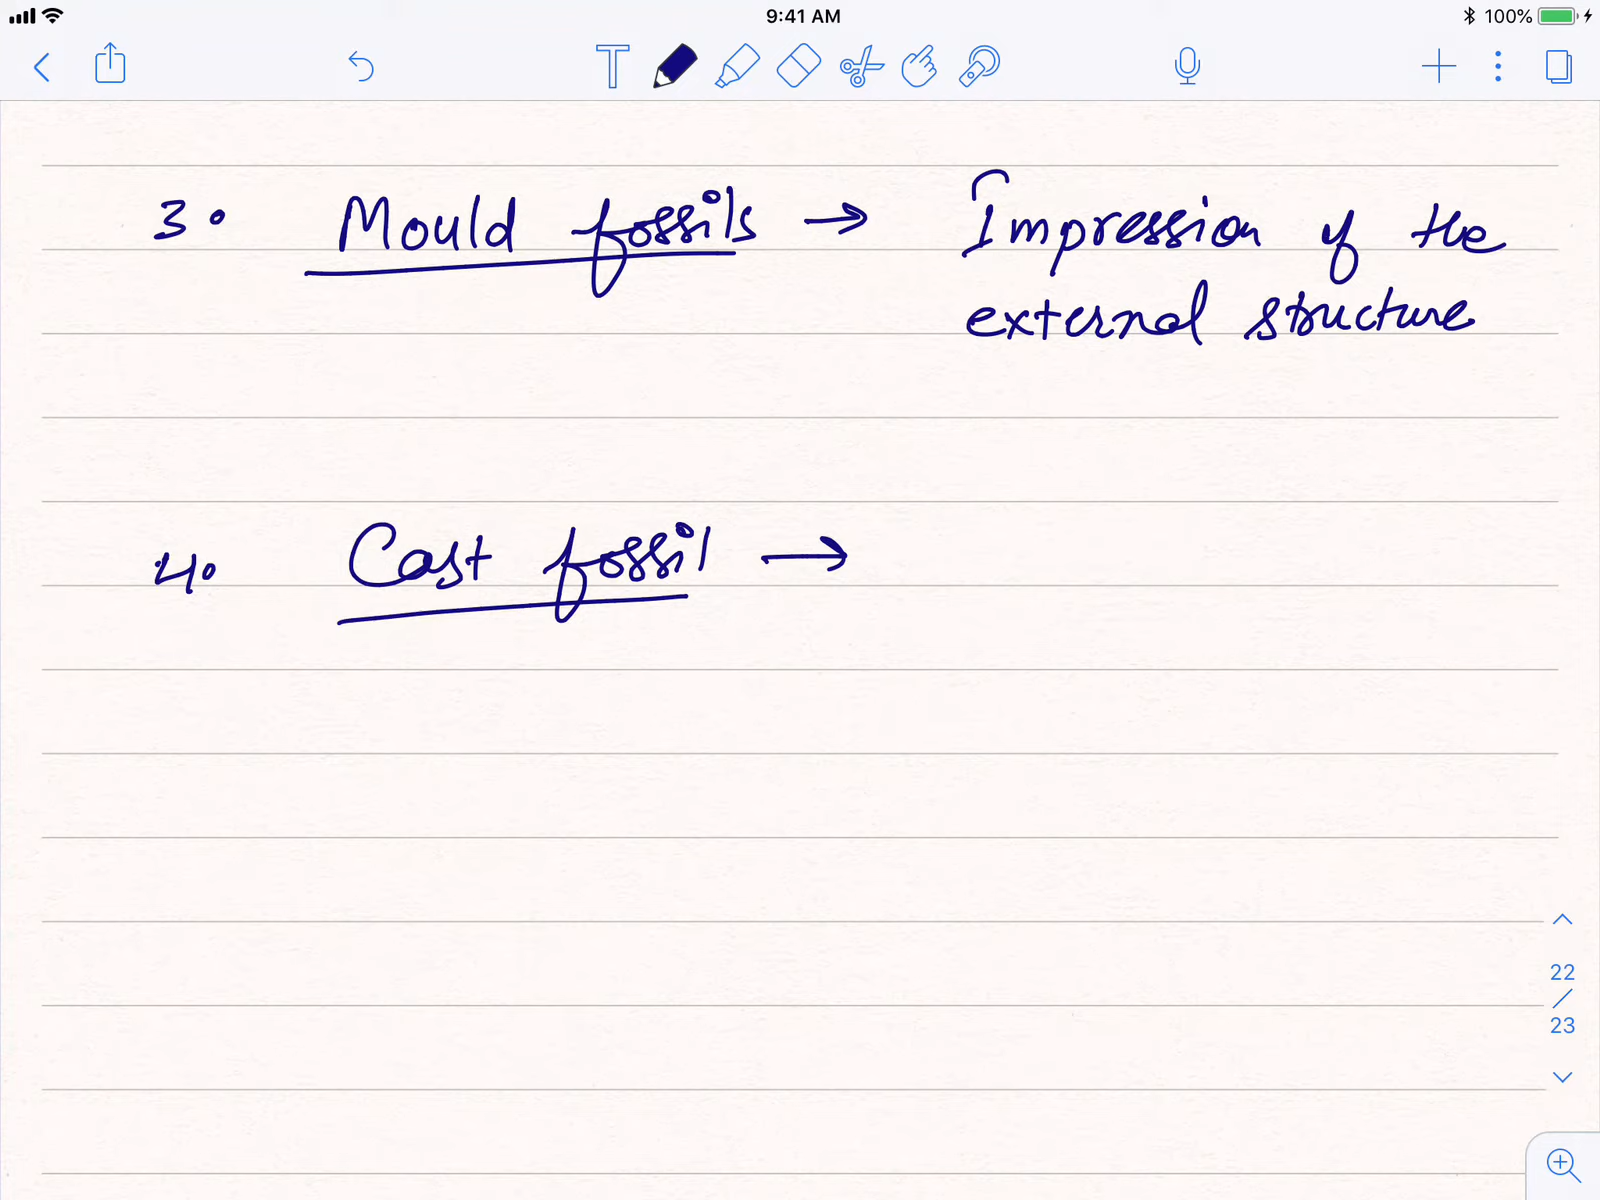 9:41 AM
100%
3. Mould fossils → Impression of the
external structure
4. Cast fossil →
22
/
23